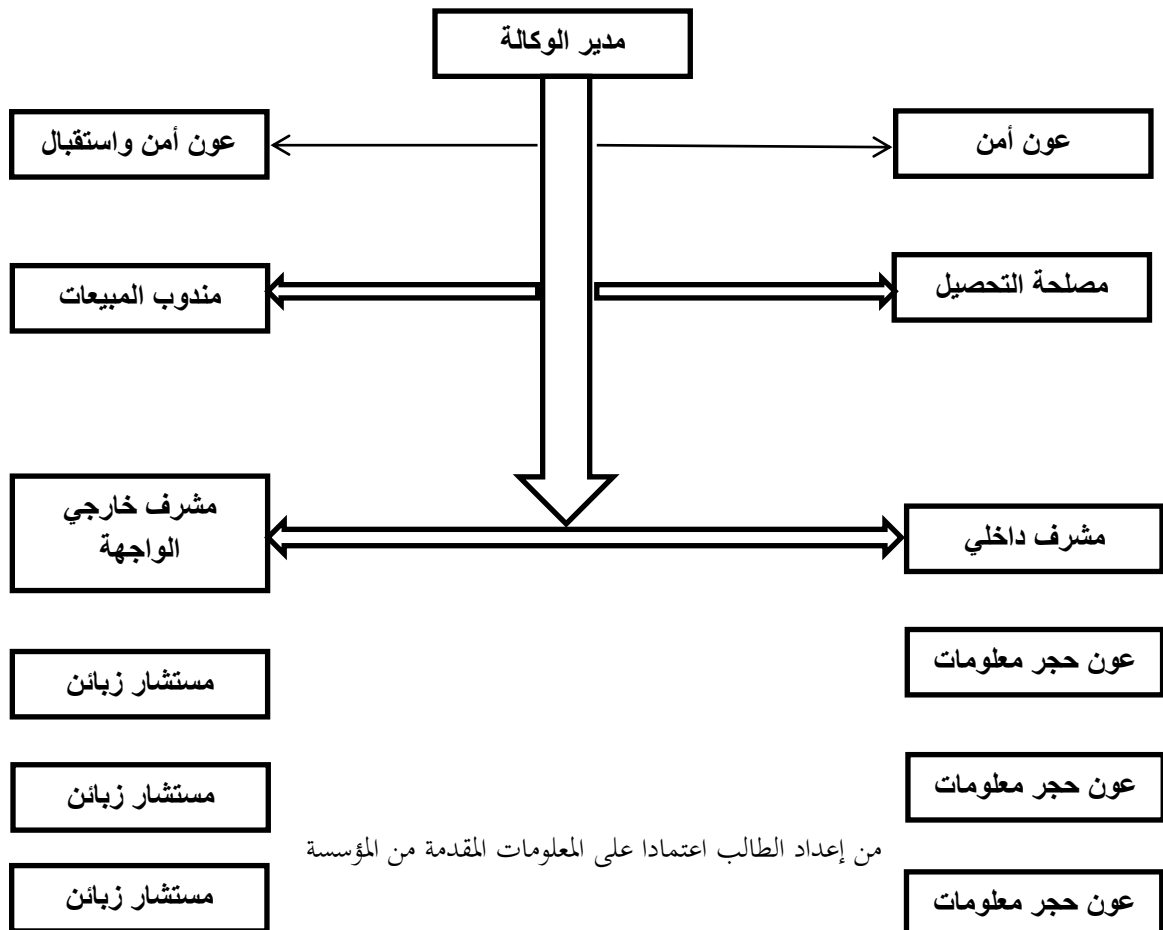 مدير الوكالة
عون أمن
عون أمن واستقبال
مصلحة التحصيل
مندوب المبيعات
مشرف داخلي
مشرف خارجي
الواجهة
عون حجر معلومات
مستشار زبائن
عون حجر معلومات
مستشار زبائن
من إعداد الطالب اعتمادا على المعلومات المقدمة من المؤسسة
عون حجر معلومات
مستشار زبائن